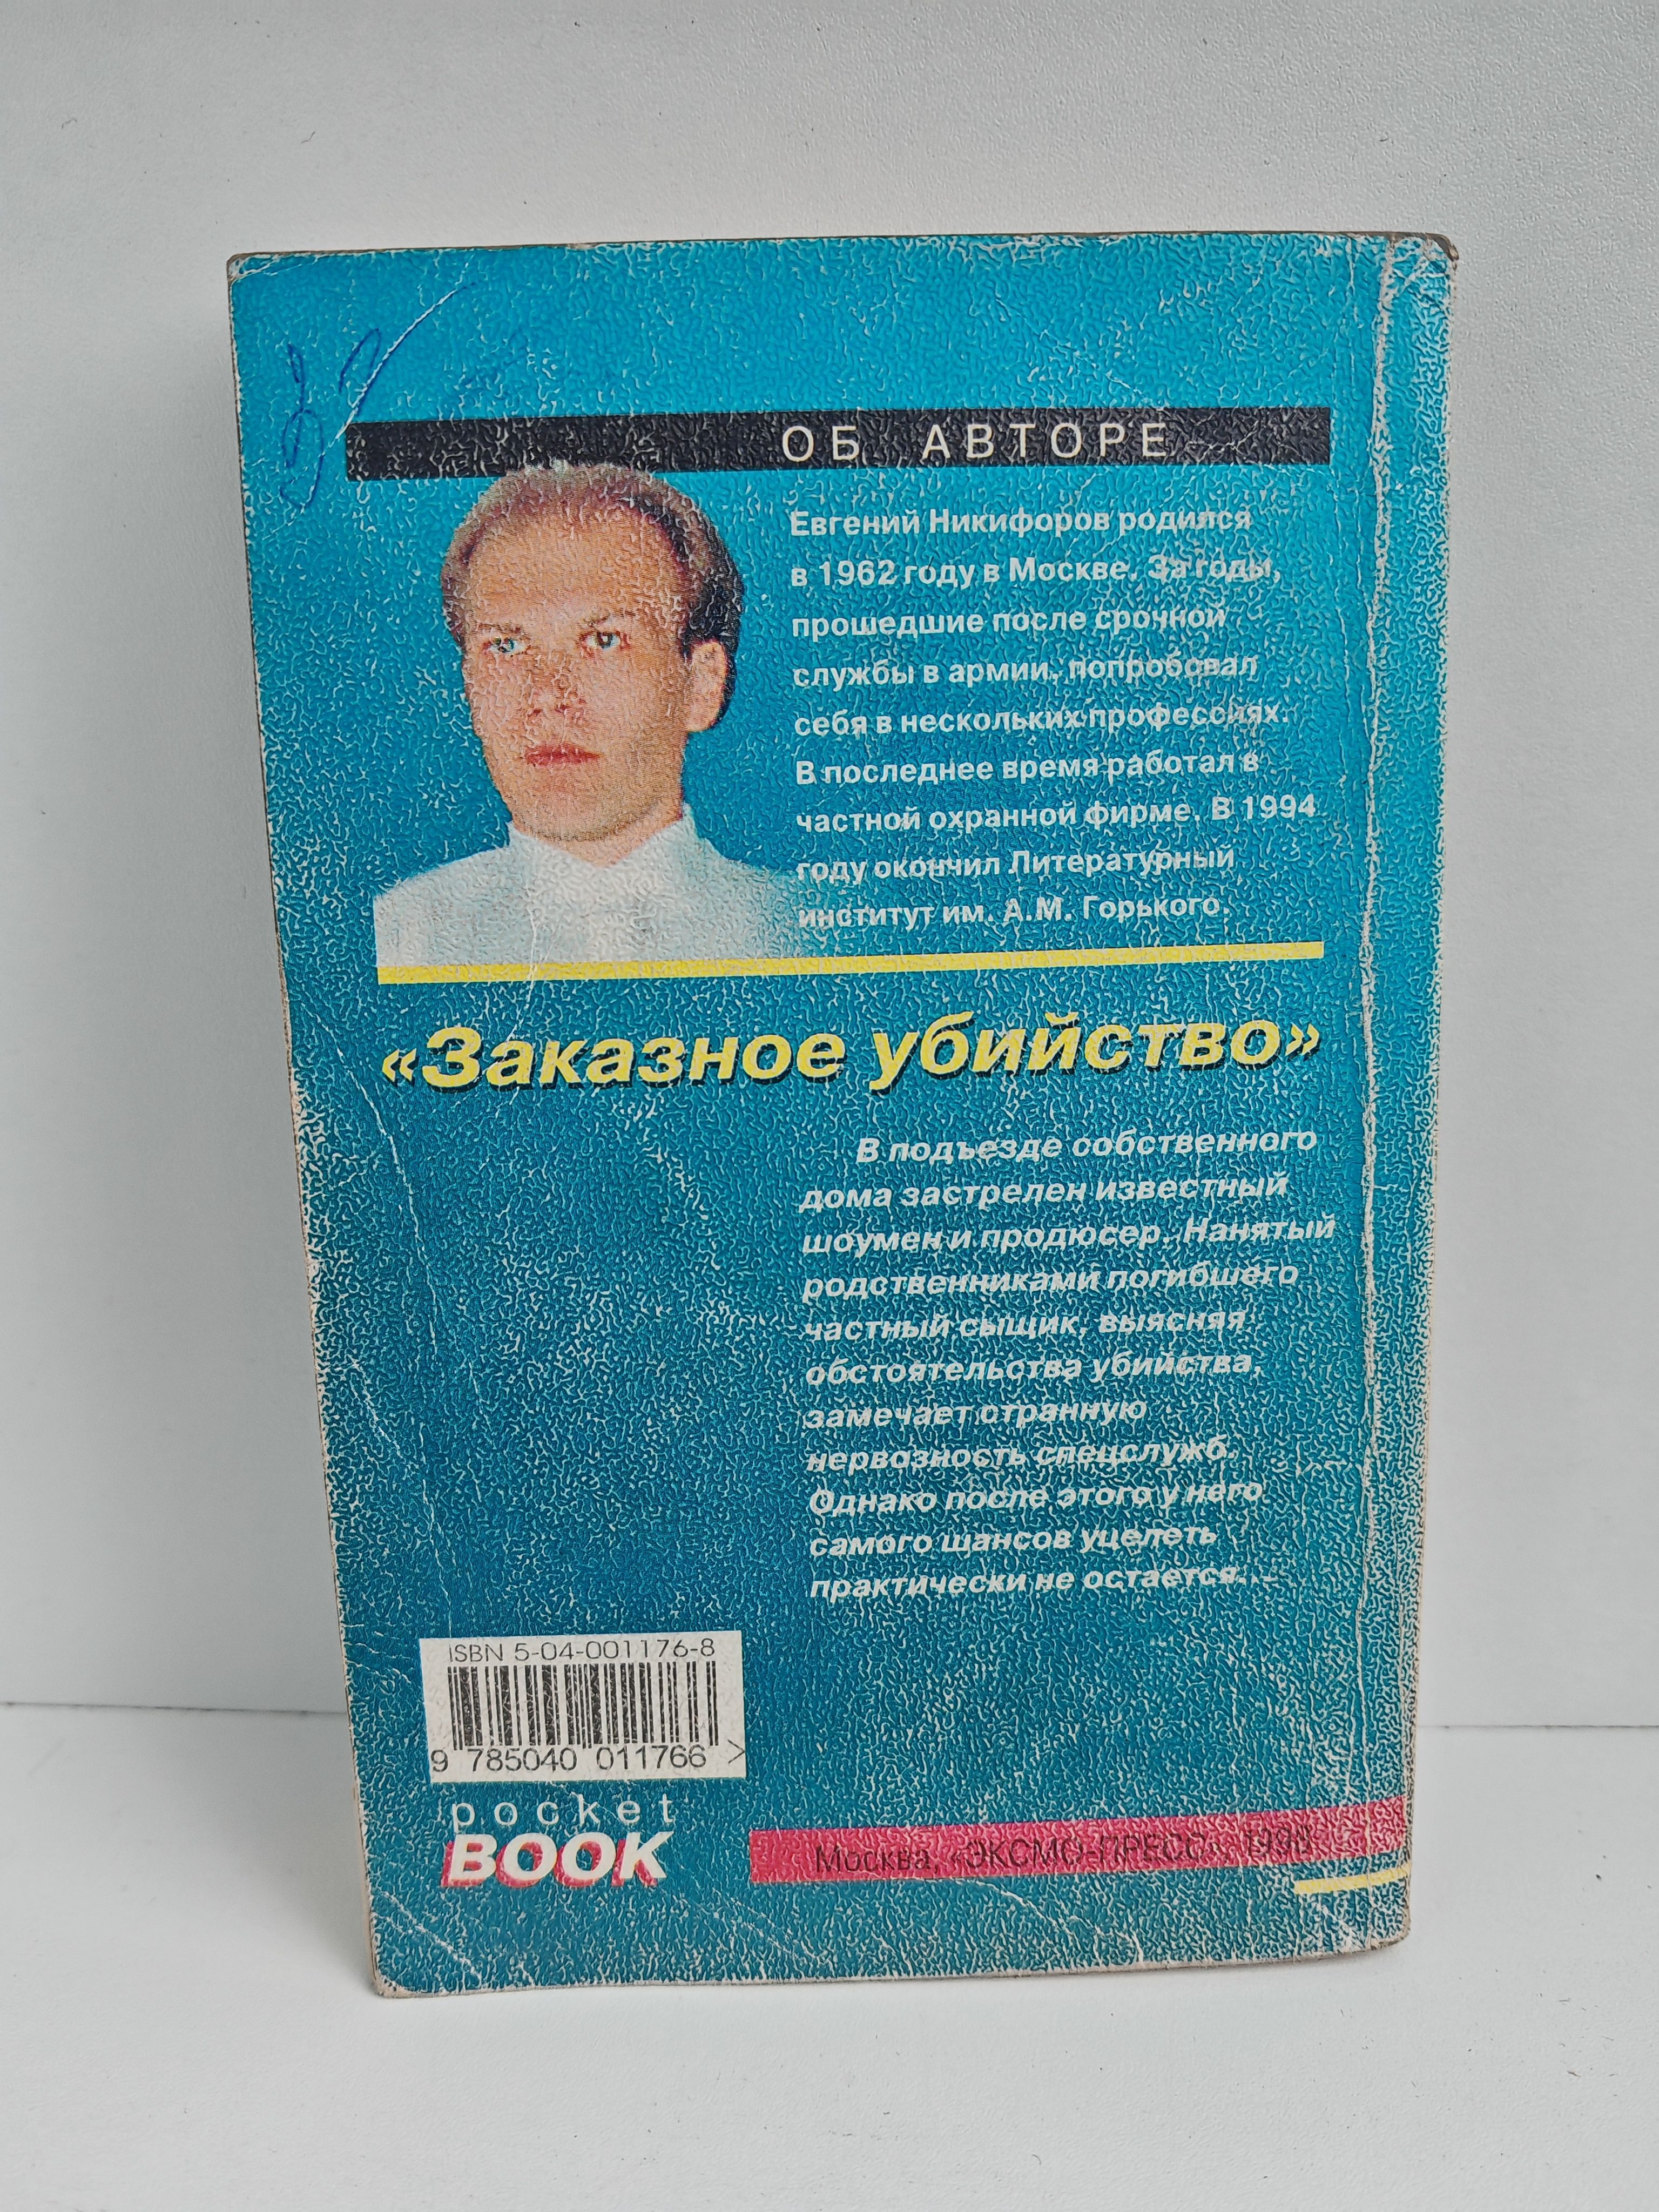 ОБ АВТОРЕ
Евгений Никифоров родился
в 1962 году в Москве. За годы,
прошедшие после срочной
службы в армии, попробовал
себя в нескольких профессиях.
В последнее время работал в
частной охранной фирме. В 1994
году окончил Литературный
институт им. А.М. Горького.
«Заказное убийство»
В подъезде собственного
дома застрелен известный
шоумен и продюсер. Нанятый
родственниками погибшего
частный сыщик, выясняя
обстоятельства убийства,
замечает странную
нервозность спецслужб.
Однако после этого у него
самого шансов уцелеть
практически не остается...
ISBN 5-04-001176-8
9 785040 011766 >
pocket
BOOK
Москва, «ЭКСМО-ПРЕСС», 1998